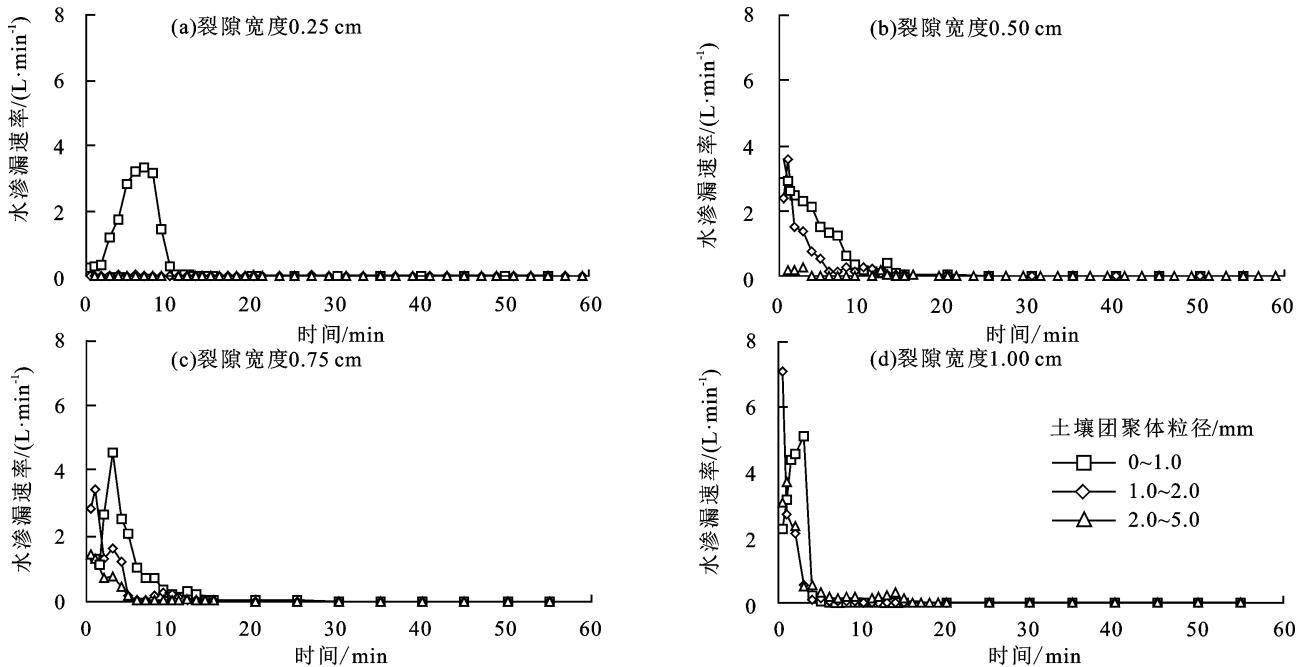 (a)裂隙宽度0.25 cm
水渗漏速率/(L·min⁻¹)
8
6
4
2
0
0 10 20 30 40 50 60
时间/min
(b)裂隙宽度0.50 cm
水渗漏速率/(L·min⁻¹)
8
6
4
2
0
0 10 20 30 40 50 60
时间/min
(c)裂隙宽度0.75 cm
水渗漏速率/(L·min⁻¹)
8
6
4
2
0
0 10 20 30 40 50 60
时间/min
(d)裂隙宽度1.00 cm
水渗漏速率/(L·min⁻¹)
8
6
4
2
0
0 10 20 30 40 50 60
时间/min
土壤团聚体粒径/mm
0~1.0
1.0~2.0
2.0~5.0